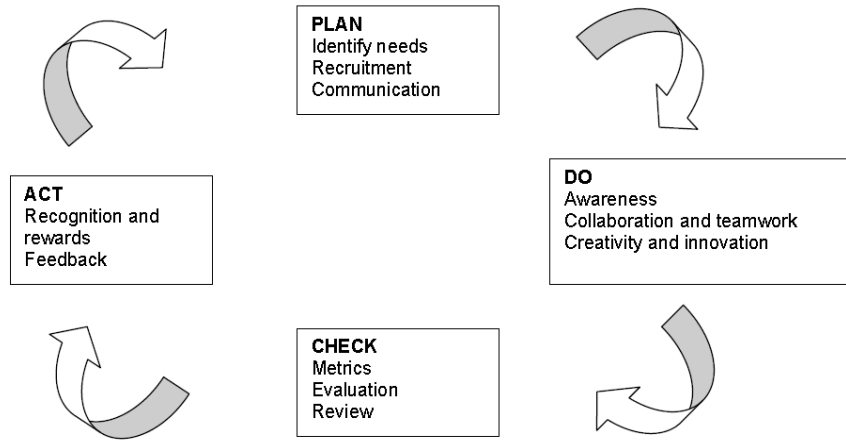 PLAN
Identify needs
Recruitment
Communication
DO
Awareness
Collaboration and teamwork
Creativity and innovation
CHECK
Metrics
Evaluation
Review
ACT
Recognition and
rewards
Feedback